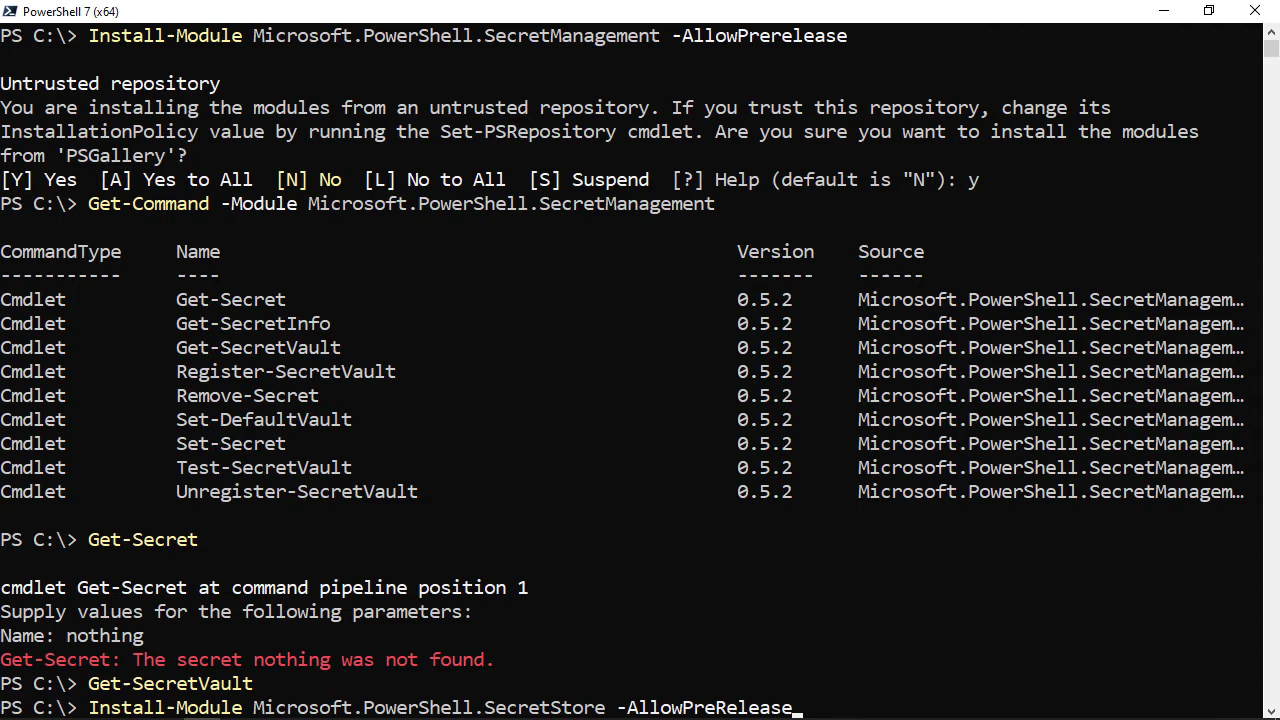 PowerShell 7 (x64)
PS C:\> Install-Module Microsoft.PowerShell.SecretManagement -AllowPrerelease
Untrusted repository
You are installing the modules from an untrusted repository. If you trust this repository, change its
InstallationPolicy value by running the Set-PSRepository cmdlet. Are you sure you want to install the modules
from 'PSGallery'?
[Y] Yes  [A] Yes to All  [N] No  [L] No to All  [S] Suspend  [?] Help (default is "N"): y
PS C:\> Get-Command -Module Microsoft.PowerShell.SecretManagement
CommandType     Name                                               Version    Source
-----------     ----                                               -------    ------
Cmdlet          Get-Secret                                         0.5.2      Microsoft.PowerShell.SecretManagem…
Cmdlet          Get-SecretInfo                                     0.5.2      Microsoft.PowerShell.SecretManagem…
Cmdlet          Get-SecretVault                                    0.5.2      Microsoft.PowerShell.SecretManagem…
Cmdlet          Register-SecretVault                               0.5.2      Microsoft.PowerShell.SecretManagem…
Cmdlet          Remove-Secret                                      0.5.2      Microsoft.PowerShell.SecretManagem…
Cmdlet          Set-DefaultVault                                   0.5.2      Microsoft.PowerShell.SecretManagem…
Cmdlet          Set-Secret                                         0.5.2      Microsoft.PowerShell.SecretManagem…
Cmdlet          Test-SecretVault                                   0.5.2      Microsoft.PowerShell.SecretManagem…
Cmdlet          Unregister-SecretVault                             0.5.2      Microsoft.PowerShell.SecretManagem…
PS C:\> Get-Secret
cmdlet Get-Secret at command pipeline position 1
Supply values for the following parameters:
Name: nothing
Get-Secret: The secret nothing was not found.
PS C:\> Get-SecretVault
PS C:\> Install-Module Microsoft.PowerShell.SecretStore -AllowPreRelease